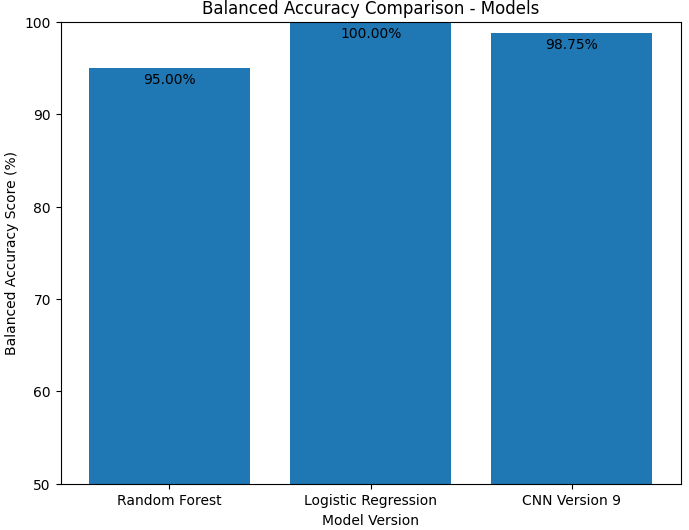 Balanced Accuracy Comparison - Models
Balanced Accuracy Score (%)
100
90
80
70
60
50
95.00%
100.00%
98.75%
Random Forest
Logistic Regression
CNN Version 9
Model Version